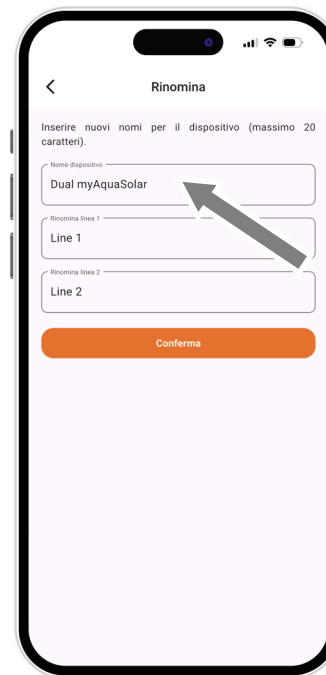 Rinomina
Inserire nuovi nomi per il dispositivo (massimo 20
caratteri).
Nome dispositivo
Dual myAquaSolar
Rinomina linea 1
Line 1
Rinomina linea 2
Line 2
Conferma